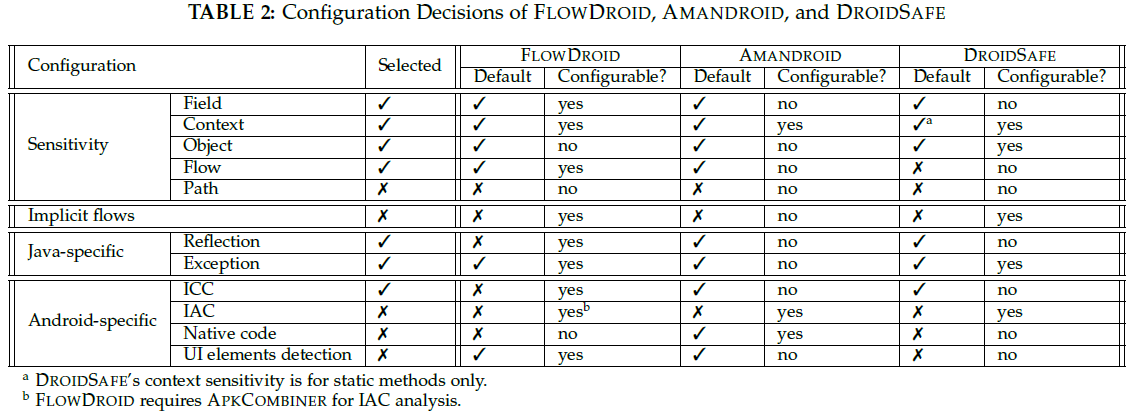 TABLE 2: Configuration Decisions of FLOWDROID, AMANDROID, and DROIDSAFE
Configuration Selected FLOWDROID AMANDROID DROIDSAFE
Default Configurable? Default Configurable? Default Configurable?
Sensitivity Field ✓ ✓ yes ✓ no ✓ no
Context ✓ ✓ yes ✓ yes ✓a yes
Object ✓ ✓ no ✓ no ✓ yes
Flow ✓ ✓ yes ✓ no ✗ no
Path ✗ ✗ no ✗ no ✗ no
Implicit flows ✗ ✗ yes ✗ no ✗ yes
Java-specific Reflection ✓ ✗ yes ✓ no ✓ no
Exception ✓ ✓ yes ✓ no ✓ yes
Android-specific ICC ✓ ✗ yes ✓ no ✓ no
IAC ✗ ✗ yesb ✗ yes ✗ yes
Native code ✗ ✗ no ✓ yes ✗ no
UI elements detection ✗ ✓ yes ✓ no ✗ no
a DROIDSAFE's context sensitivity is for static methods only.
b FLOWDROID requires APKCOMBINER for IAC analysis.